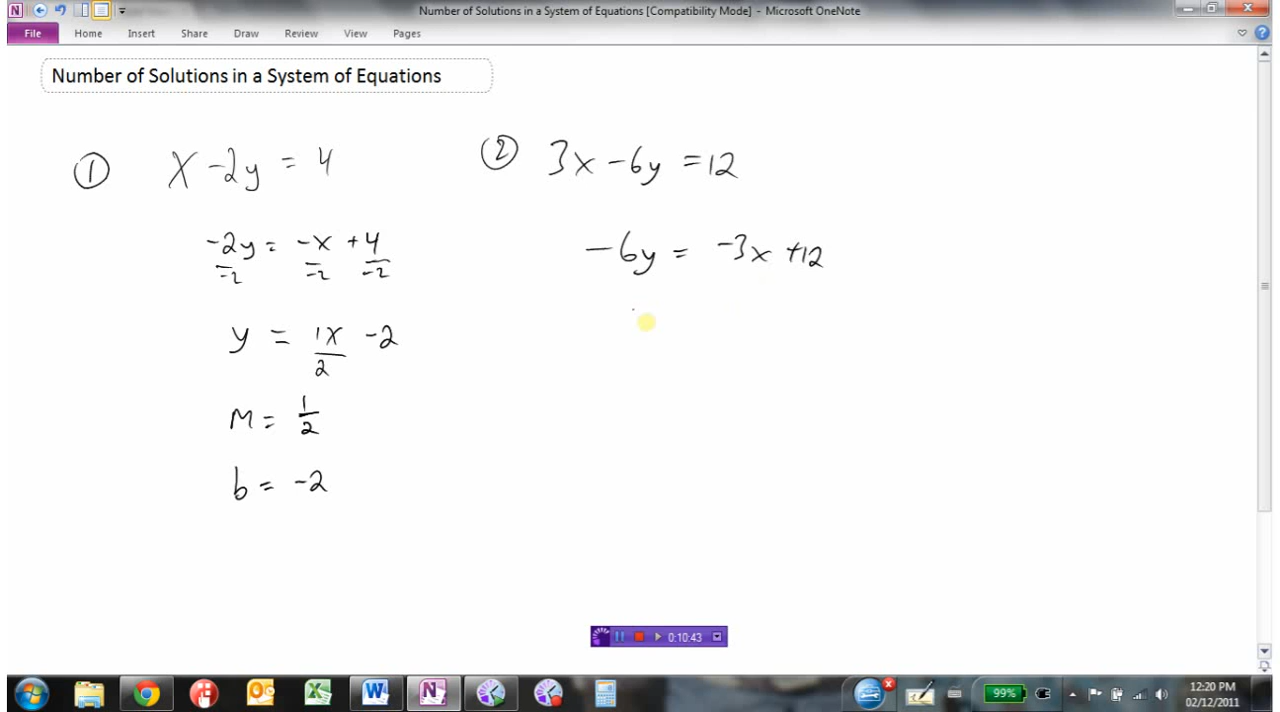 Number of Solutions in a System of Equations [Compatibility Mode] - Microsoft OneNote
File Home Insert Share Draw Review View Pages
Number of Solutions in a System of Equations
① x - 2y = 4
-2y = -x + 4
-2 -2 -2
y = 1x/2 - 2
M = 1/2
b = -2
② 3x - 6y = 12
-6y = -3x + 12
0:10:43
99%
12:20 PM
02/12/2011